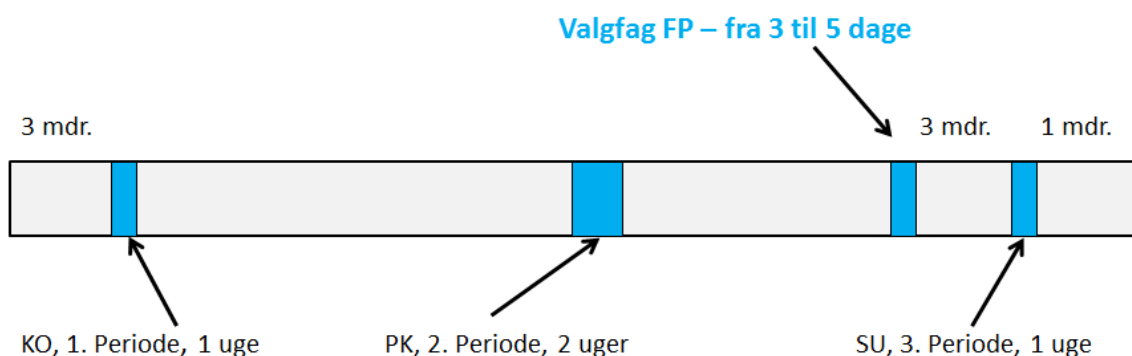 Valgfag FP – fra 3 til 5 dage
3 mdr.
3 mdr.
1 mdr.
KO, 1. Periode, 1 uge
PK, 2. Periode, 2 uger
SU, 3. Periode, 1 uge